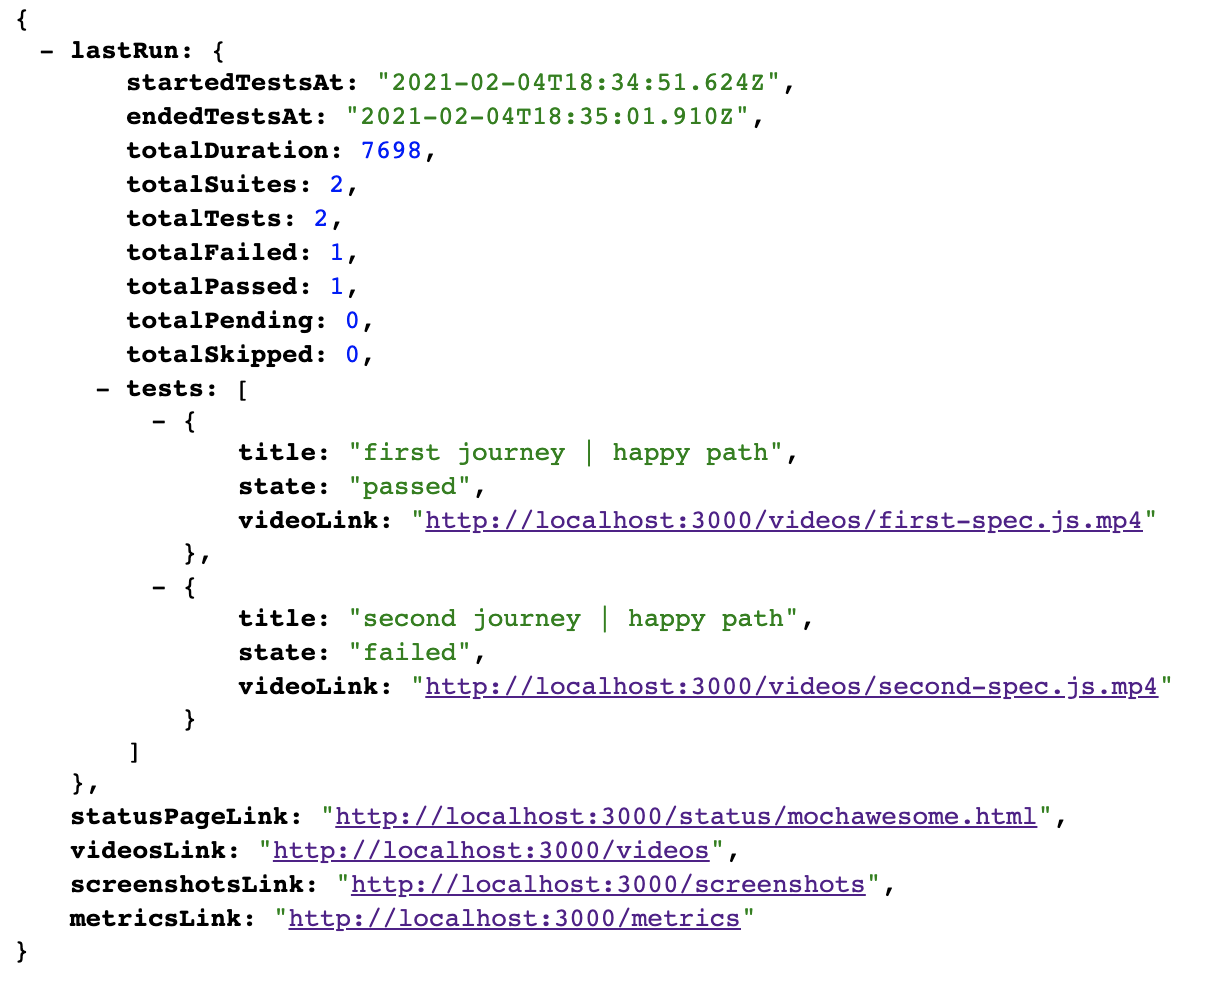 {
- lastRun: {
startedTestsAt: "2021-02-04T18:34:51.624Z",
endedTestsAt: "2021-02-04T18:35:01.910Z",
totalDuration: 7698,
totalSuites: 2,
totalTests: 2,
totalFailed: 1,
totalPassed: 1,
totalPending: 0,
totalSkipped: 0,
- tests: [
- {
title: "first journey | happy path",
state: "passed",
videoLink: "http://localhost:3000/videos/first-spec.js.mp4"
},
- {
title: "second journey | happy path",
state: "failed",
videoLink: "http://localhost:3000/videos/second-spec.js.mp4"
}
]
},
statusPageLink: "http://localhost:3000/status/mochawesome.html",
videosLink: "http://localhost:3000/videos",
screenshotsLink: "http://localhost:3000/screenshots",
metricsLink: "http://localhost:3000/metrics"
}